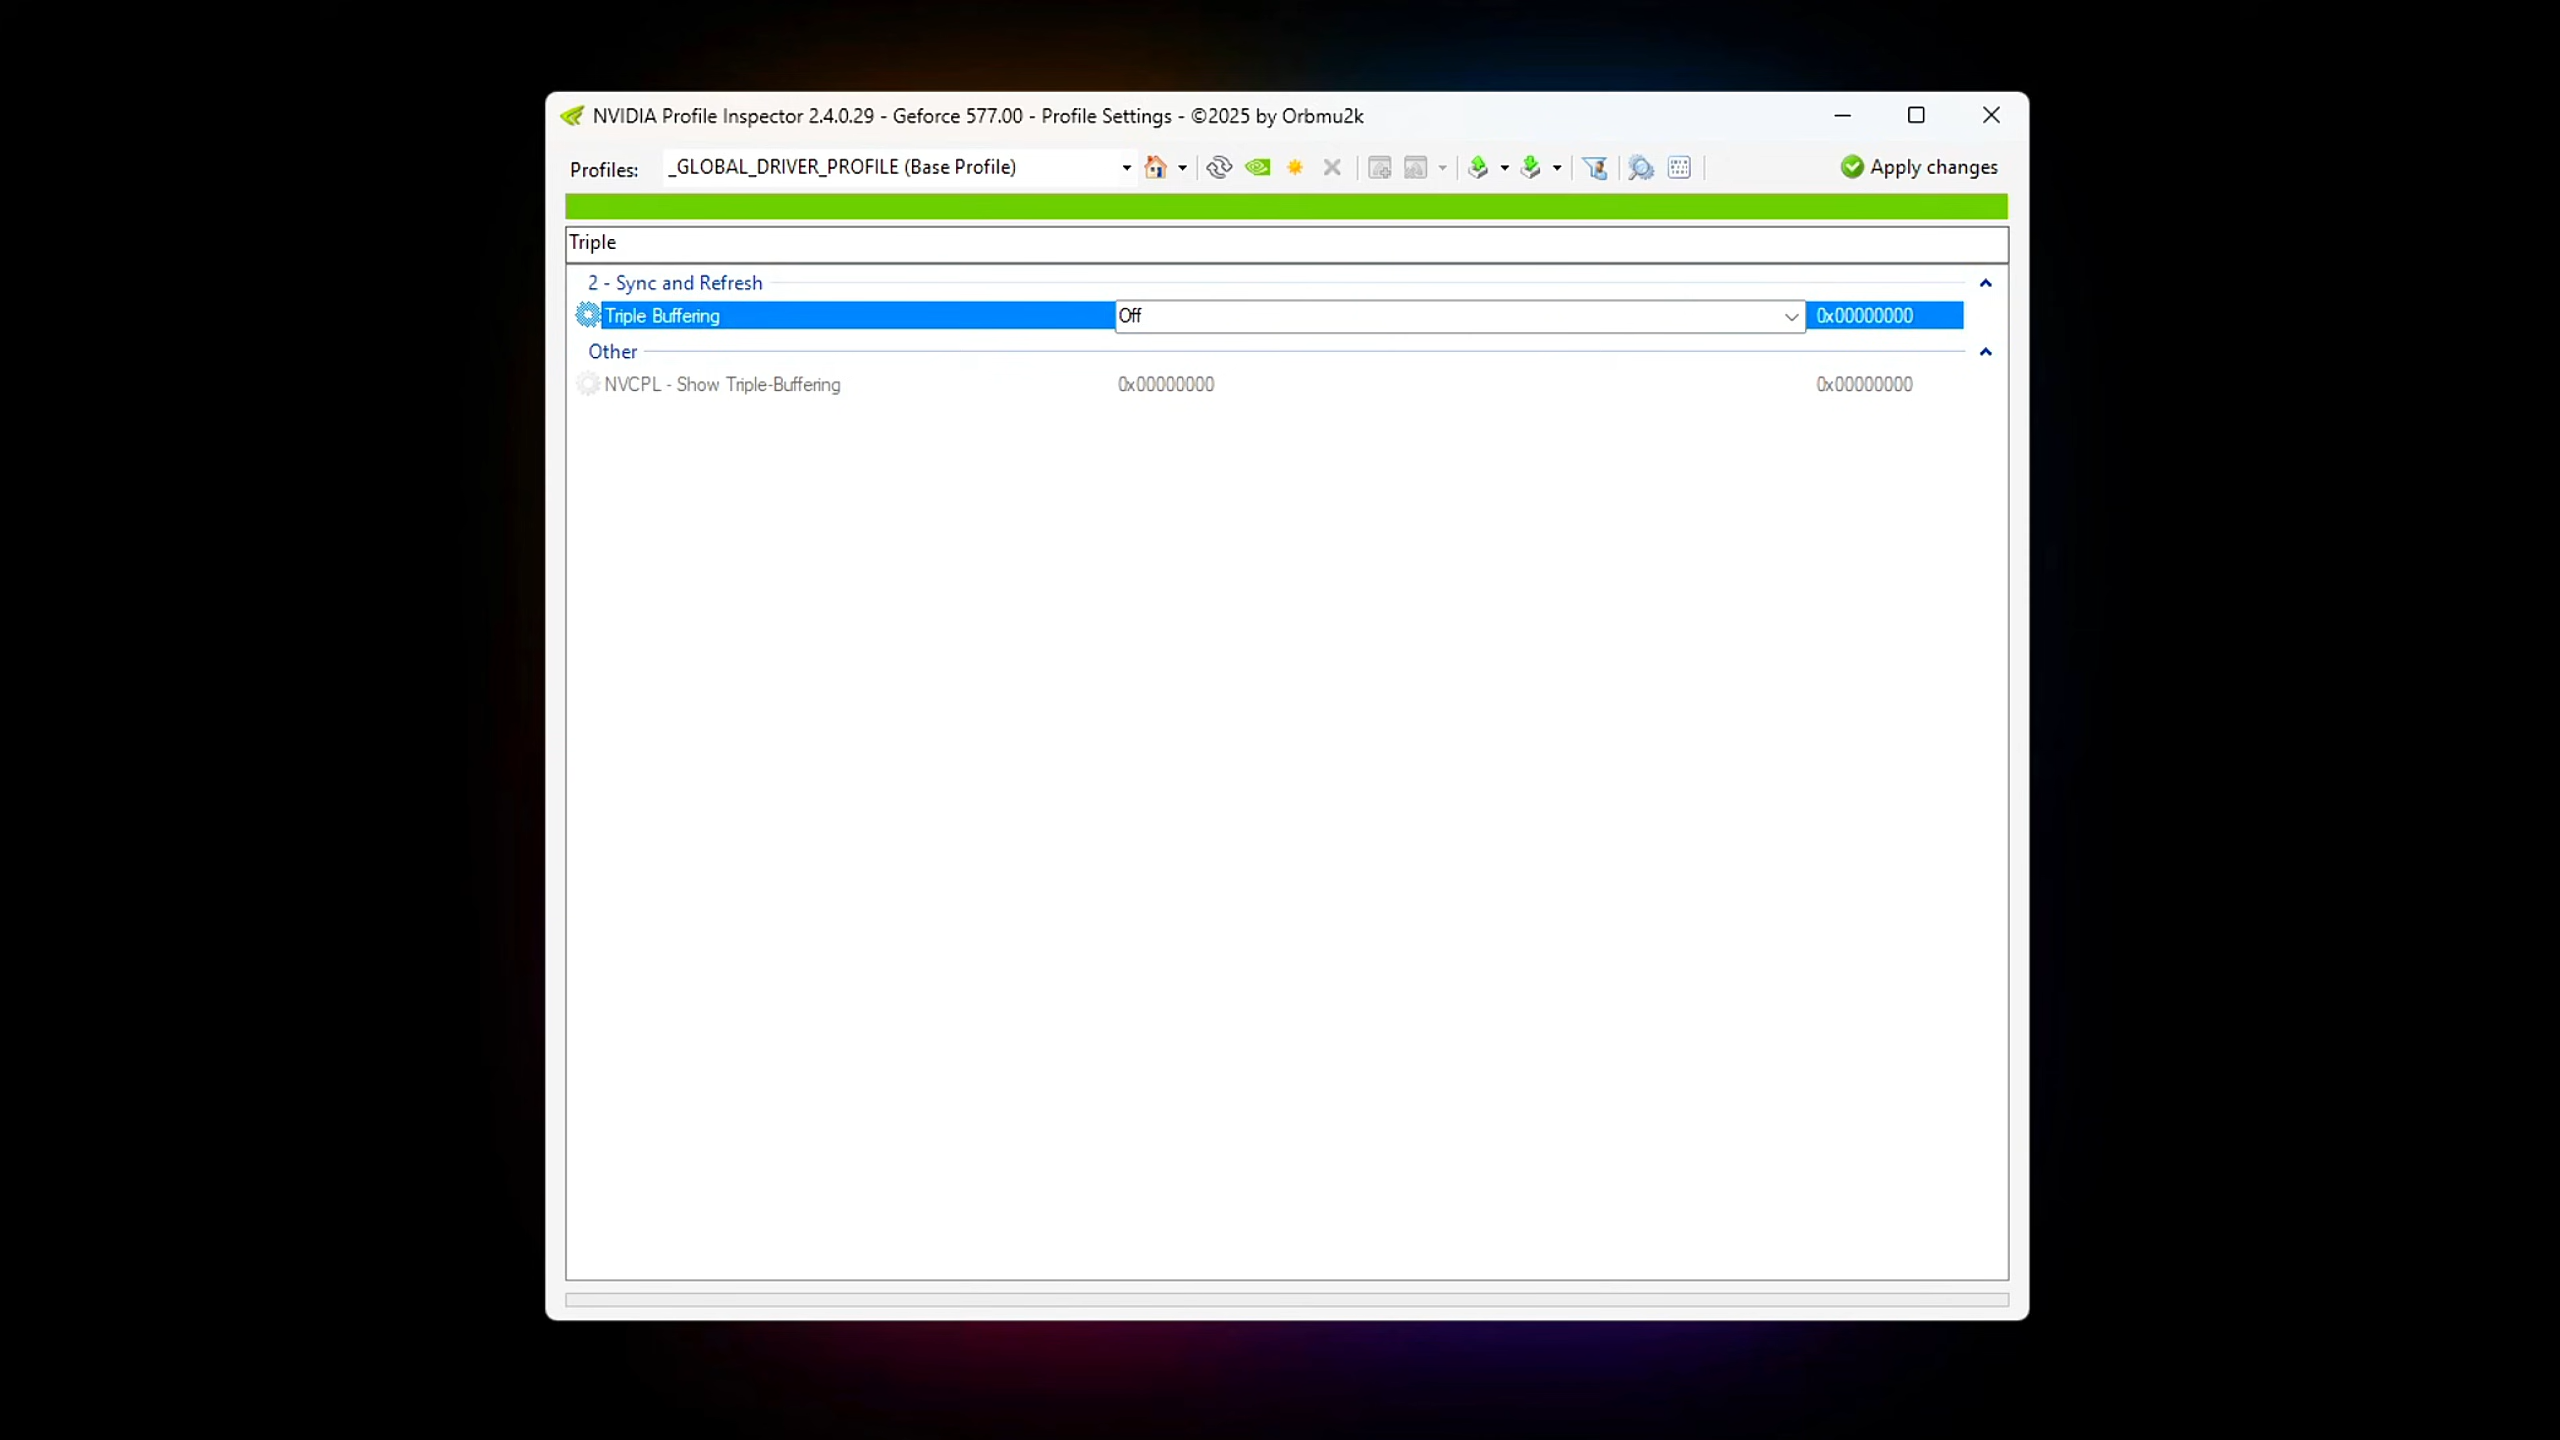 NVIDIA Profile Inspector 2.4.0.29 - Geforce 577.00 - Profile Settings - ©2025 by Orbmu2k
Profiles: _GLOBAL_DRIVER_PROFILE (Base Profile) Apply changes
Triple
2 - Sync and Refresh
Triple Buffering Off 0x00000000
Other
NVCPL - Show Triple-Buffering 0x00000000 0x00000000